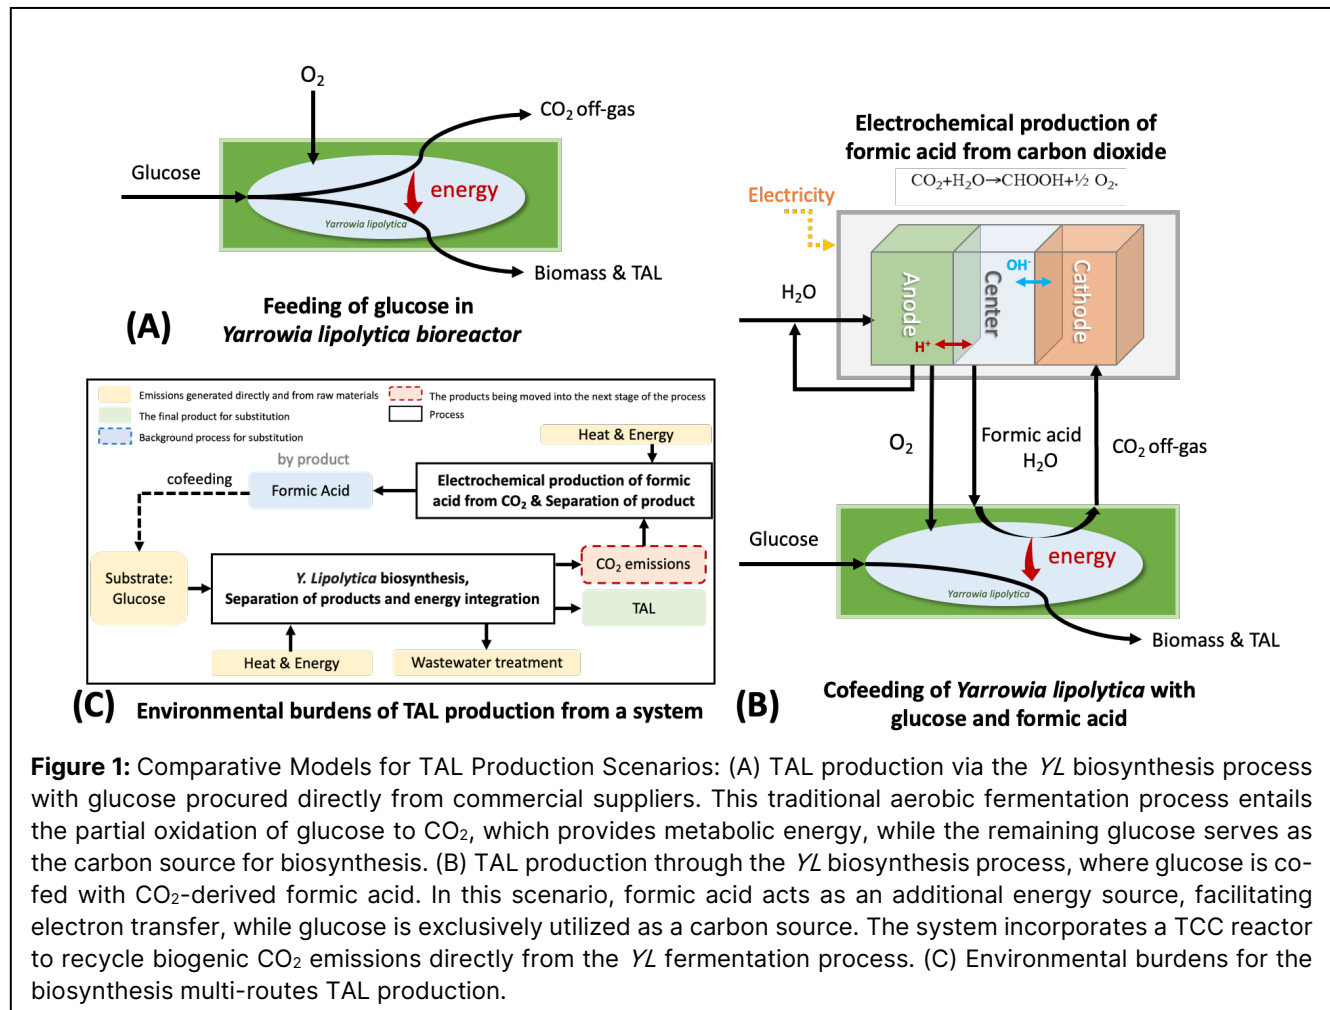 O₂
CO₂ off-gas
Glucose
energy
Yarrowia lipolytica
Biomass & TAL
(A)
Feeding of glucose in
Yarrowia lipolytica bioreactor
Electrochemical production of
formic acid from carbon dioxide
CO₂+H₂O→CHOOH+½ O₂.
Electricity
H₂O
Anode
Center
Cathode
OH⁻
H⁺
O₂
Formic acid
H₂O
CO₂ off-gas
Glucose
energy
Yarrowia lipolytica
Biomass & TAL
(B)
Cofeeding of Yarrowia lipolytica with
glucose and formic acid
Emissions generated directly and from raw materials
The final product for substitution
Background process for substitution
The products being moved into the next stage of the process
Process
Heat & Energy
by product
cofeeding
Formic Acid
Electrochemical production of formic
acid from CO₂ & Separation of product
Substrate:
Glucose
Y. Lipolytica biosynthesis,
Separation of products and energy integration
CO₂ emissions
TAL
Heat & Energy
Wastewater treatment
(C)
Environmental burdens of TAL production from a system
Figure 1: Comparative Models for TAL Production Scenarios: (A) TAL production via the YL biosynthesis process
with glucose procured directly from commercial suppliers. This traditional aerobic fermentation process entails
the partial oxidation of glucose to CO₂, which provides metabolic energy, while the remaining glucose serves as
the carbon source for biosynthesis. (B) TAL production through the YL biosynthesis process, where glucose is co-
fed with CO₂-derived formic acid. In this scenario, formic acid acts as an additional energy source, facilitating
electron transfer, while glucose is exclusively utilized as a carbon source. The system incorporates a TCC reactor
to recycle biogenic CO₂ emissions directly from the YL fermentation process. (C) Environmental burdens for the
biosynthesis multi-routes TAL production.